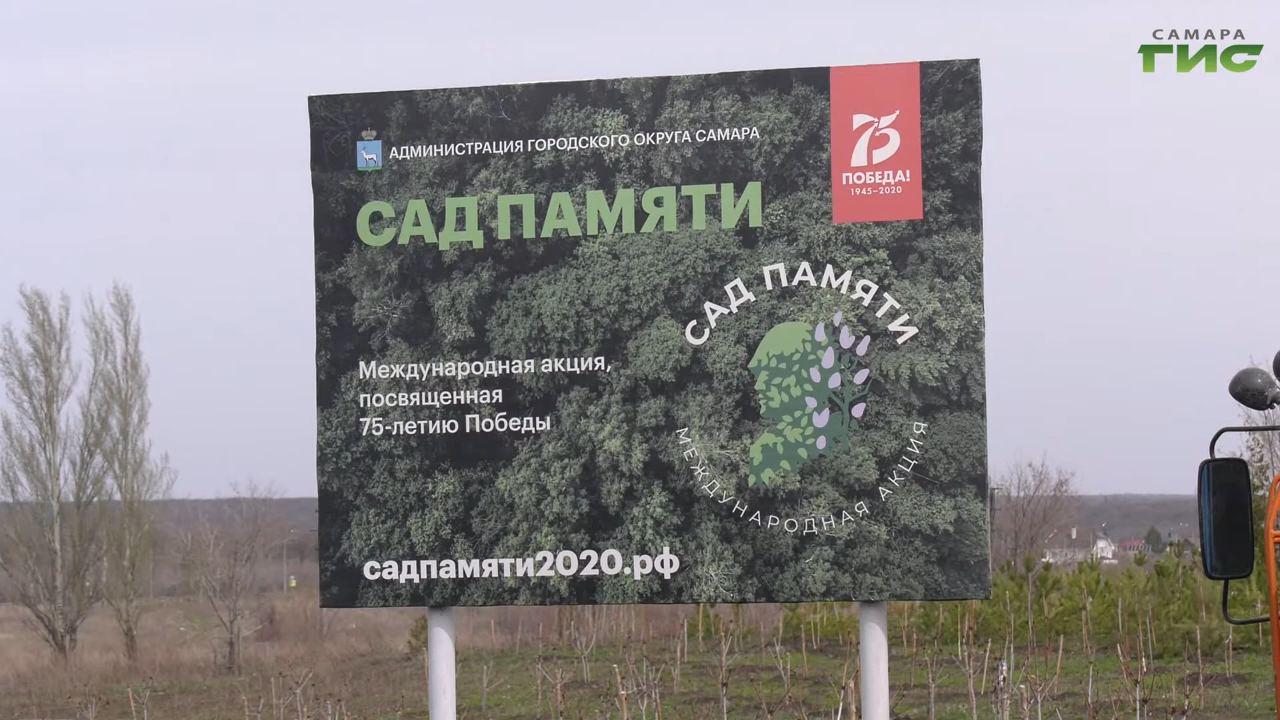 САМАРА
ГИС
АДМИНИСТРАЦИЯ ГОРОДСКОГО ОКРУГА САМАРА
75
ПОБЕДА!
1945–2020
САД ПАМЯТИ
САД ПАМЯТИ
Международная акция,
посвященная
75-летию Победы
МЕЖДУНАРОДНАЯ АКЦИЯ
садпамяти2020.рф